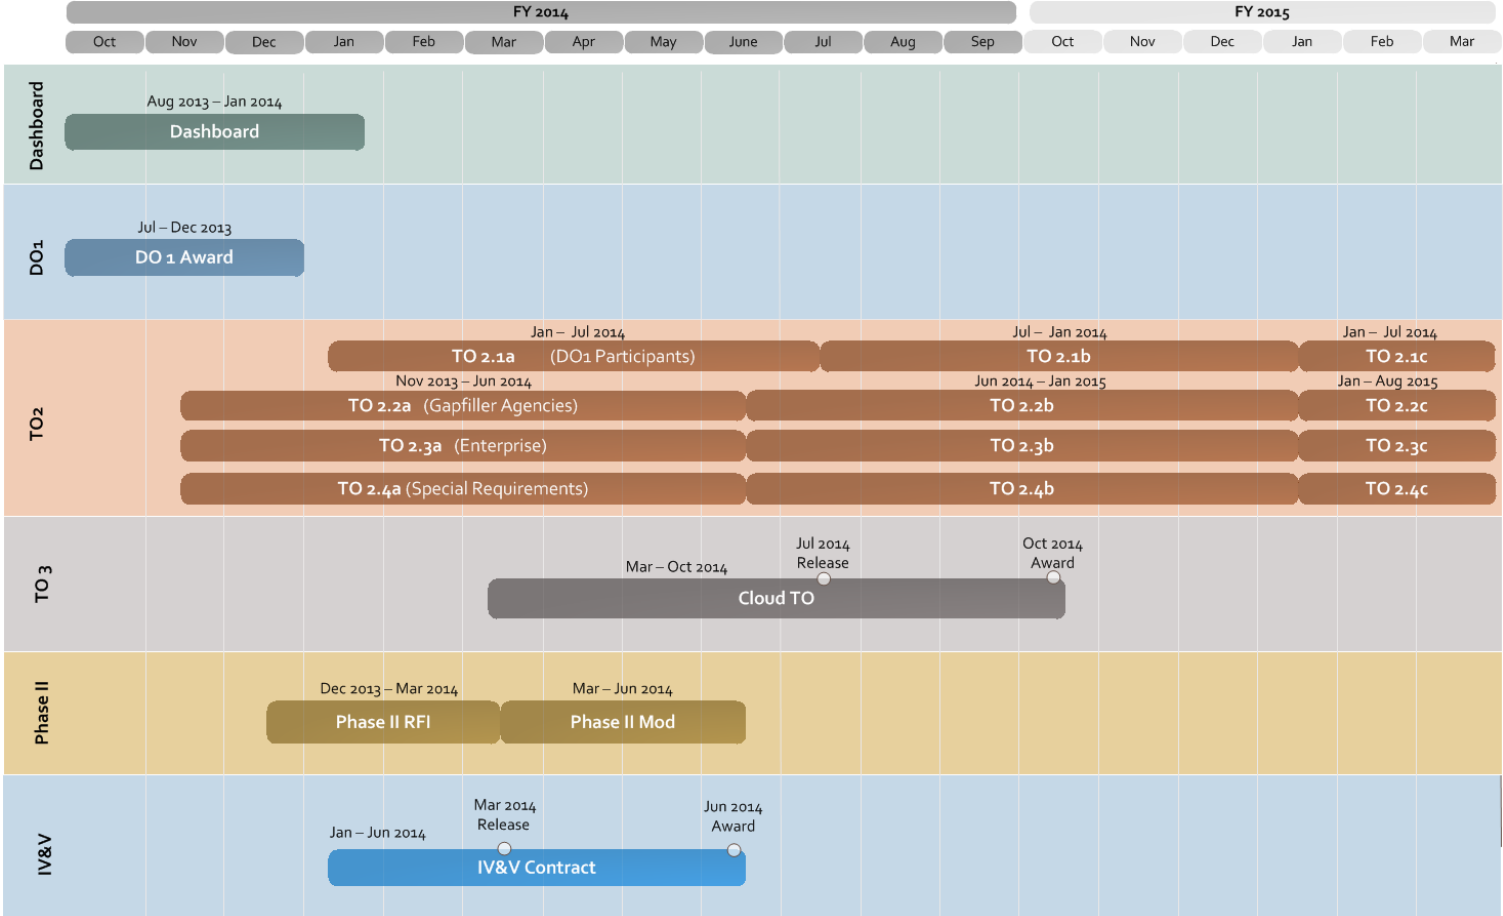 FY 2014 FY 2015
Oct Nov Dec Jan Feb Mar Apr May June Jul Aug Sep Oct Nov Dec Jan Feb Mar
Dashboard
Aug 2013 – Jan 2014
Dashboard
DO1
Jul – Dec 2013
DO 1 Award
TO2
Jan – Jul 2014 Jul – Jan 2014 Jan – Jul 2014
TO 2.1a (DO1 Participants) TO 2.1b TO 2.1c
Nov 2013 – Jun 2014 Jun 2014 – Jan 2015 Jan – Aug 2015
TO 2.2a (Gapfiller Agencies) TO 2.2b TO 2.2c
TO 2.3a (Enterprise) TO 2.3b TO 2.3c
TO 2.4a (Special Requirements) TO 2.4b TO 2.4c
TO 3
Mar – Oct 2014
Jul 2014
Release
Oct 2014
Award
Cloud TO
Phase II
Dec 2013 – Mar 2014 Mar – Jun 2014
Phase II RFI Phase II Mod
IV&V
Jan – Jun 2014
Mar 2014
Release
Jun 2014
Award
IV&V Contract